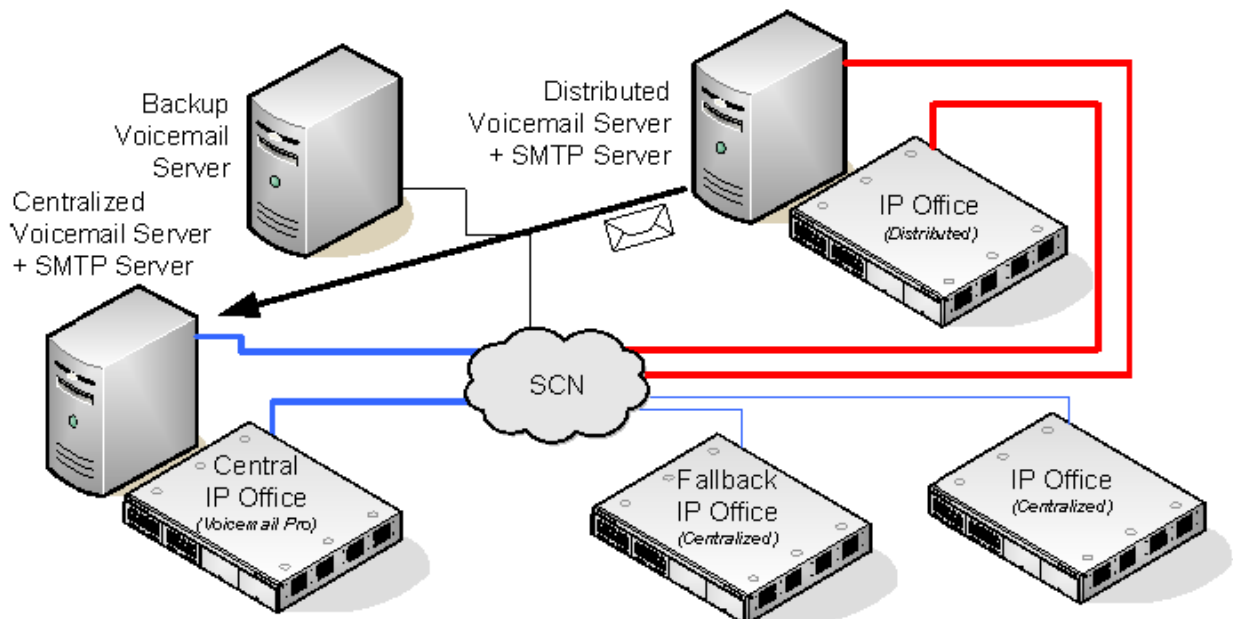 Backup
Voicemail
Server
Distributed
Voicemail Server
+ SMTP Server
IP Office
(Distributed)
Centralized
Voicemail Server
+ SMTP Server
SCN
Central
IP Office
(Voicemail Pro)
Fallback
IP Office
(Centralized)
IP Office
(Centralized)